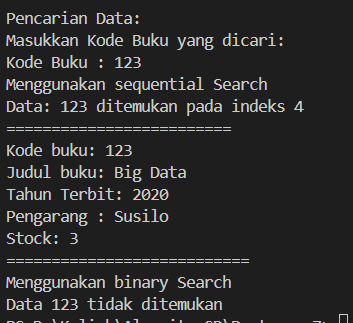 Pencarian Data:
Masukkan Kode Buku yang dicari:
Kode Buku : 123
Menggunakan sequential Search
Data: 123 ditemukan pada indeks 4
=========================
Kode buku: 123
Judul buku: Big Data
Tahun Terbit: 2020
Pengarang : Susilo
Stock: 3
===========================
Menggunakan binary Search
Data 123 tidak ditemukan